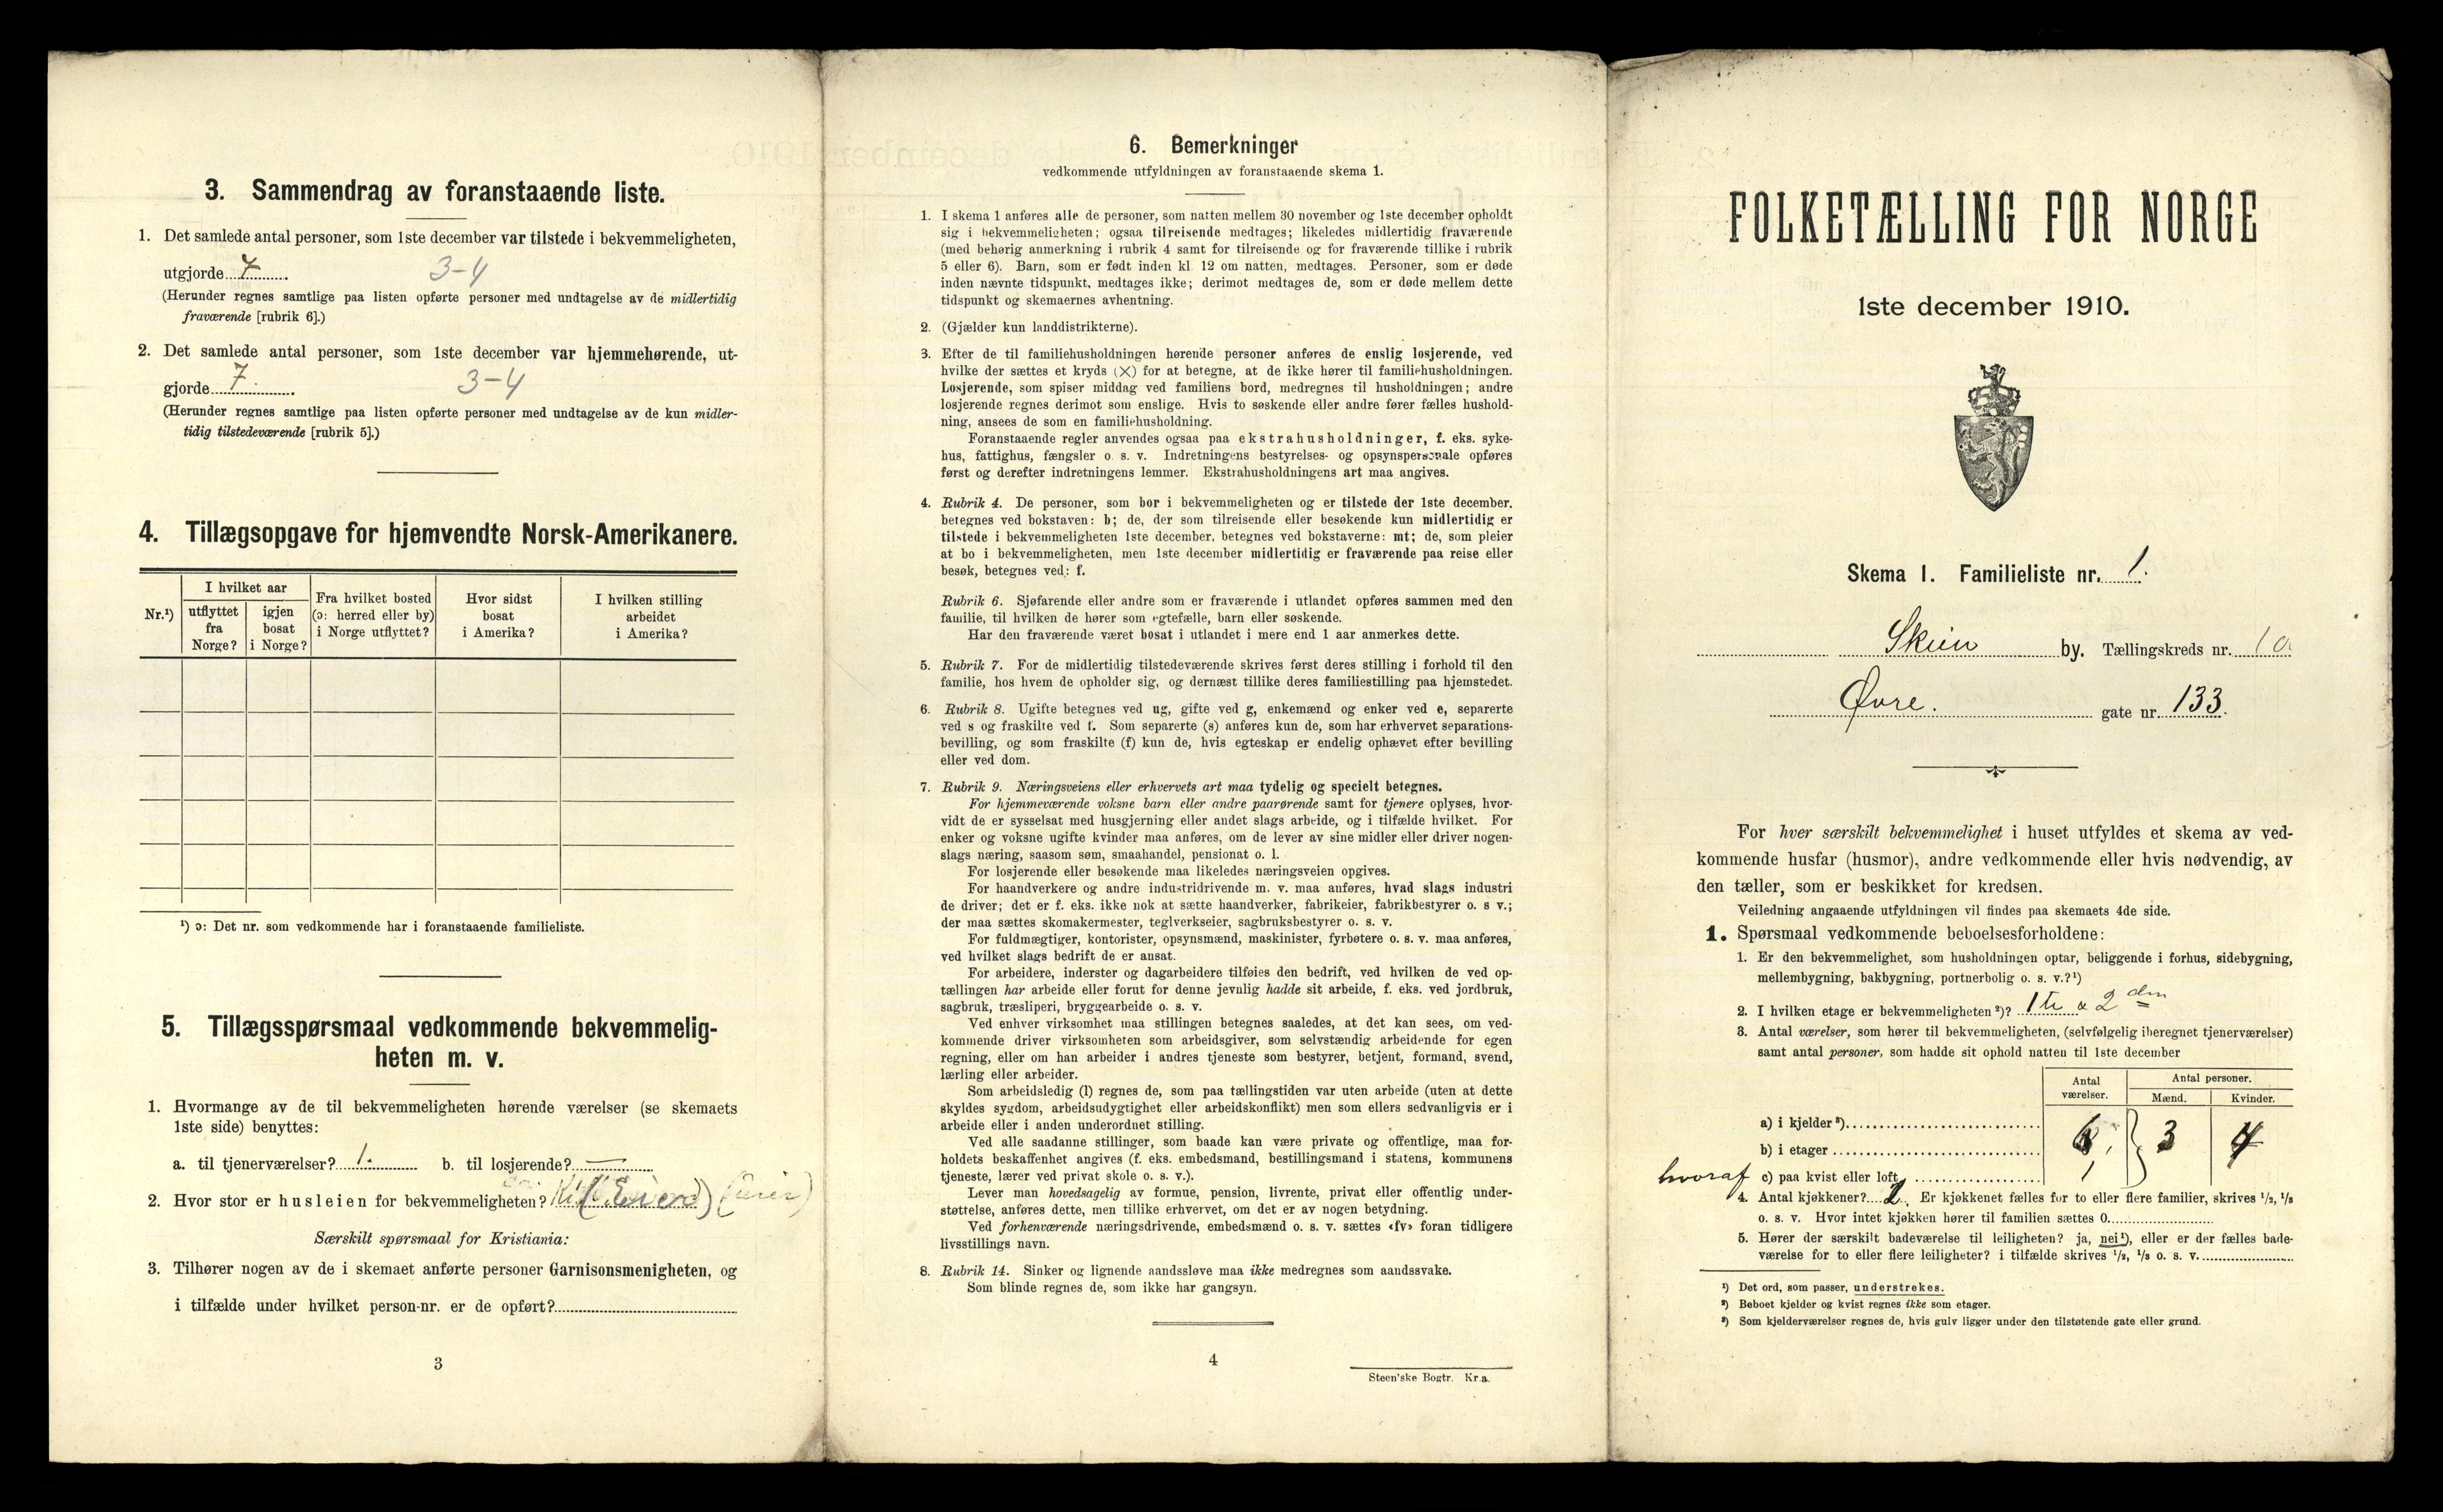 3. Sammendrag av foranstaaende liste.
1. Det samlede antal personer, som 1ste december var tilstede i bekvemmeligheten,
utgjorde 7 3-4
(Herunder regnes samtlige paa listen opførte personer med undtagelse av de midlertidig
fraværende [rubrik 6].)
2. Det samlede antal personer, som 1ste december var hjemmehørende, ut-
gjorde 7. 3-4
(Herunder regnes samtlige paa listen opførte personer med undtagelse av de kun midler-
tidig tilstedeværende [rubrik 5].)
4. Tillægsopgave for hjemvendte Norsk-Amerikanere.
Nr.¹)
I hvilket aar
utflyttet fra Norge?
igjen bosat i Norge?
Fra hvilket bosted (ɔ: herred eller by) i Norge utflyttet?
Hvor sidst bosat i Amerika?
I hvilken stilling arbeidet i Amerika?
¹) ɔ: Det nr. som vedkommende har i foranstaaende familieliste.
5. Tillægsspørsmaal vedkommende bekvemmelig-
heten m. v.
1. Hvormange av de til bekvemmeligheten hørende værelser (se skemaets
1ste side) benyttes:
a. til tjenerværelser? 1. b. til losjerende? —
2. Hvor stor er husleien for bekvemmeligheten? (Eier)
Særskilt spørsmaal for Kristiania:
3. Tilhører nogen av de i skemaet anførte personer Garnisonsmenigheten, og
i tilfælde under hvilket person-nr. er de opført?
3
6. Bemerkninger
vedkommende utfyldningen av foranstaaende skema 1.
1. I skema 1 anføres alle de personer, som natten mellem 30 november og 1ste december opholdt
sig i bekvemmeligheten; ogsaa tilreisende medtages; likeledes midlertidig fraværende
(med behørig anmerkning i rubrik 4 samt for tilreisende og for fraværende tillike i rubrik
5 eller 6). Barn, som er født inden kl. 12 om natten, medtages. Personer, som er døde
inden nævnte tidspunkt, medtages ikke; derimot medtages de, som er døde mellem dette
tidspunkt og skemaernes avhentning.
2. (Gjælder kun landdistrikterne).
3. Efter de til familiehusholdningen hørende personer anføres de enslig losjerende, ved
hvilke der sættes et kryds (×) for at betegne, at de ikke hører til familiehusholdningen.
Losjerende, som spiser middag ved familiens bord, medregnes til husholdningen; andre
losjerende regnes derimot som enslige. Hvis to søskende eller andre fører fælles hushold-
ning, ansees de som en familiehusholdning.
Foranstaaende regler anvendes ogsaa paa ekstrahusholdninger, f. eks. syke-
hus, fattighus, fængsler o. s. v. Indretningens bestyrelses- og opsynspersonale opføres
først og derefter indretningens lemmer. Ekstrahusholdningens art maa angives.
4. Rubrik 4. De personer, som bor i bekvemmeligheten og er tilstede der 1ste december,
betegnes ved bokstaven: b; de, der som tilreisende eller besøkende kun midlertidig er
tilstede i bekvemmeligheten 1ste december, betegnes ved bokstaverne: mt; de, som pleier
at bo i bekvemmeligheten, men 1ste december midlertidig er fraværende paa reise eller
besøk, betegnes ved: f.
Rubrik 6. Sjøfarende eller andre som er fraværende i utlandet opføres sammen med den
familie, til hvilken de hører som egtefælle, barn eller søskende.
Har den fraværende været bosat i utlandet i mere end 1 aar anmerkes dette.
5. Rubrik 7. For de midlertidig tilstedeværende skrives først deres stilling i forhold til den
familie, hos hvem de opholder sig, og dernæst tillike deres familiestilling paa hjemstedet.
6. Rubrik 8. Ugifte betegnes ved ug, gifte ved g, enkemænd og enker ved e, separerte
ved s og fraskilte ved f. Som separerte (s) anføres kun de, som har erhvervet separations-
bevilling, og som fraskilte (f) kun de, hvis egteskap er endelig ophævet efter bevilling
eller ved dom.
7. Rubrik 9. Næringsveiens eller erhvervets art maa tydelig og specielt betegnes.
For hjemmeværende voksne barn eller andre paarørende samt for tjenere oplyses, hvor-
vidt de er sysselsat med husgjerning eller andet slags arbeide, og i tilfælde hvilket. For
enker og voksne ugifte kvinder maa anføres, om de lever av sine midler eller driver nogen-
slags næring, saasom søm, smaahandel, pensionat o. l.
For losjerende eller besøkende maa likeledes næringsveien opgives.
For haandverkere og andre industridrivende m. v. maa anføres, hvad slags industri
de driver; det er f. eks. ikke nok at sætte haandverker, fabrikeier, fabrikbestyrer o. s v.;
der maa sættes skomakermester, teglverkseier, sagbruksbestyrer o. s. v.
For fuldmægtiger, kontorister, opsynsmænd, maskinister, fyrbøtere o. s. v. maa anføres,
ved hvilket slags bedrift de er ansat.
For arbeidere, inderster og dagarbeidere tilføies den bedrift, ved hvilken de ved op-
tællingen har arbeide eller forut for denne jevnlig hadde sit arbeide, f. eks. ved jordbruk,
sagbruk, træsliperi, bryggearbeide o. s. v.
Ved enhver virksomhet maa stillingen betegnes saaledes, at det kan sees, om ved-
kommende driver virksomheten som arbeidsgiver, som selvstændig arbeidende for egen
regning, eller om han arbeider i andres tjeneste som bestyrer, betjent, formand, svend,
lærling eller arbeider.
Som arbeidsledig (l) regnes de, som paa tællingstiden var uten arbeide (uten at dette
skyldes sygdom, arbeidsudygtighet eller arbeidskonflikt) men som ellers sedvanligvis er i
arbeide eller i anden underordnet stilling.
Ved alle saadanne stillinger, som baade kan være private og offentlige, maa for-
holdets beskaffenhet angives (f. eks. embedsmand, bestillingsmand i statens, kommunens
tjeneste, lærer ved privat skole o. s. v.).
Lever man hovedsagelig av formue, pension, livrente, privat eller offentlig under-
støttelse, anføres dette, men tillike erhvervet, om det er av nogen betydning.
Ved forhenværende næringsdrivende, embedsmænd o. s. v. sættes «fv» foran tidligere
livsstillings navn.
8. Rubrik 14. Sinker og lignende aandssløve maa ikke medregnes som aandssvake.
Som blinde regnes de, som ikke har gangsyn.
4
Steen'ske Bogtr. Kr.a.
FOLKETÆLLING FOR NORGE
1ste december 1910.
Skema 1. Familieliste nr. 1.
Skien by. Tællingskreds nr. 10.
Øvre. gate nr. 133.
For hver særskilt bekvemmelighet i huset utfyldes et skema av ved-
kommende husfar (husmor), andre vedkommende eller hvis nødvendig, av
den tæller, som er beskikket for kredsen.
Veiledning angaaende utfyldningen vil findes paa skemaets 4de side.
1. Spørsmaal vedkommende beboelsesforholdene:
1. Er den bekvemmelighet, som husholdningen optar, beliggende i forhus, sidebygning,
mellembygning, bakbygning, portnerbolig o. s. v.?¹)
2. I hvilken etage er bekvemmeligheten²)? 1te & 2den
3. Antal værelser, som hører til bekvemmeligheten, (selvfølgelig iberegnet tjenerværelser)
samt antal personer, som hadde sit ophold natten til 1ste december
Antal værelser.
Antal personer.
Mænd. Kvinder.
a) i kjelder³)
b) i etager 3 4
hvoraf c) paa kvist eller loft
4. Antal kjøkkener? Er kjøkkenet fælles for to eller flere familier, skrives ¹/₂, ¹/₃
o. s. v. Hvor intet kjøkken hører til familien sættes 0.
5. Hører der særskilt badeværelse til leiligheten? ja, nei¹), eller er der fælles bade-
værelse for to eller flere leiligheter? i tilfælde skrives ¹/₂, ¹/₃ o. s. v.
¹) Det ord, som passer, understrekes.
²) Beboet kjelder og kvist regnes ikke som etager.
³) Som kjelderværelser regnes de, hvis gulv ligger under den tilstøtende gate eller grund.